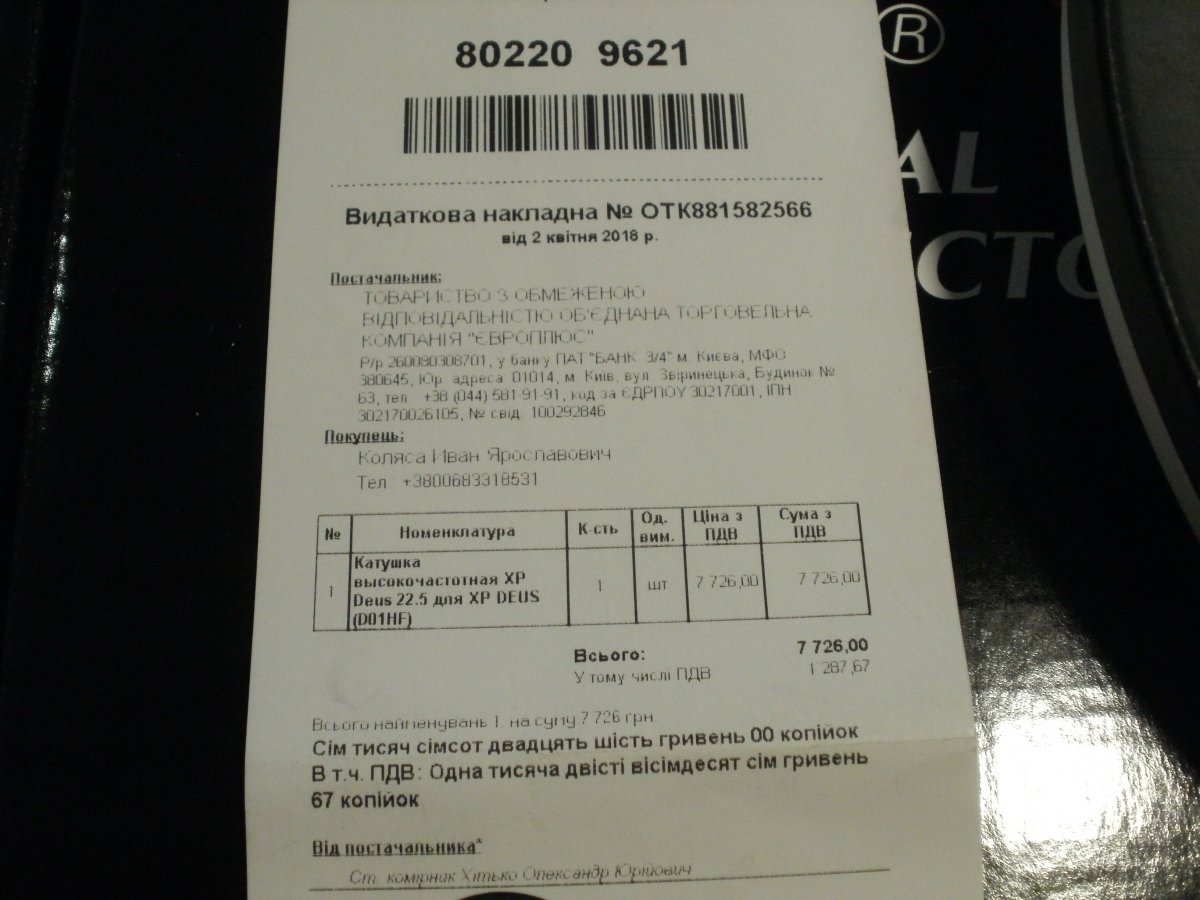 80220 9621
®
AL
CTO
Видаткова накладна № ОТК881582566
від 2 квітня 2018 р.
Постачальник:
ТОВАРИСТВО З ОБМЕЖЕНОЮ
ВІДПОВІДАЛЬНІСТЮ ОБ'ЄДНАНА ТОРГОВЕЛЬНА
КОМПАНІЯ "ЄВРОПЛЮС"
Р/р 260080308701, у банку ПАТ "БАНК 3/4" м. Києва, МФО
380645, Юр. адреса 01014, м. Київ, вул. Звіринецька, Будинок №
63, тел. +38 (044) 581 91-91, код за ЄДРПОУ 30217001, ІПН
302170026105, № свід. 100292846
Покупець:
Коляса Иван Ярославович
Тел +3800683318531
№ Номенклатура К-сть Од. вим. Ціна з ПДВ Сума з ПДВ
1 Катушка высокочастотная XP Deus 22.5 для XP DEUS (D01HF) 1 шт 7 726,00 7 726,00
Всього: 7 726,00
У тому числі ПДВ 1 287,67
Всього найменувань 1 на суму 7 726 грн.
Сім тисяч сімсот двадцять шість гривень 00 копійок
В т.ч. ПДВ: Одна тисяча двісті вісімдесят сім гривень
67 копійок
Від постачальника*
Ст. комірник Хітько Олександр Юрійович